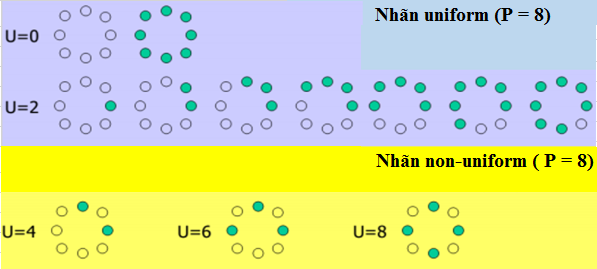 Nhãn uniform (P = 8)
U=0
U=2
Nhãn non-uniform ( P = 8)
U=4 U=6 U=8